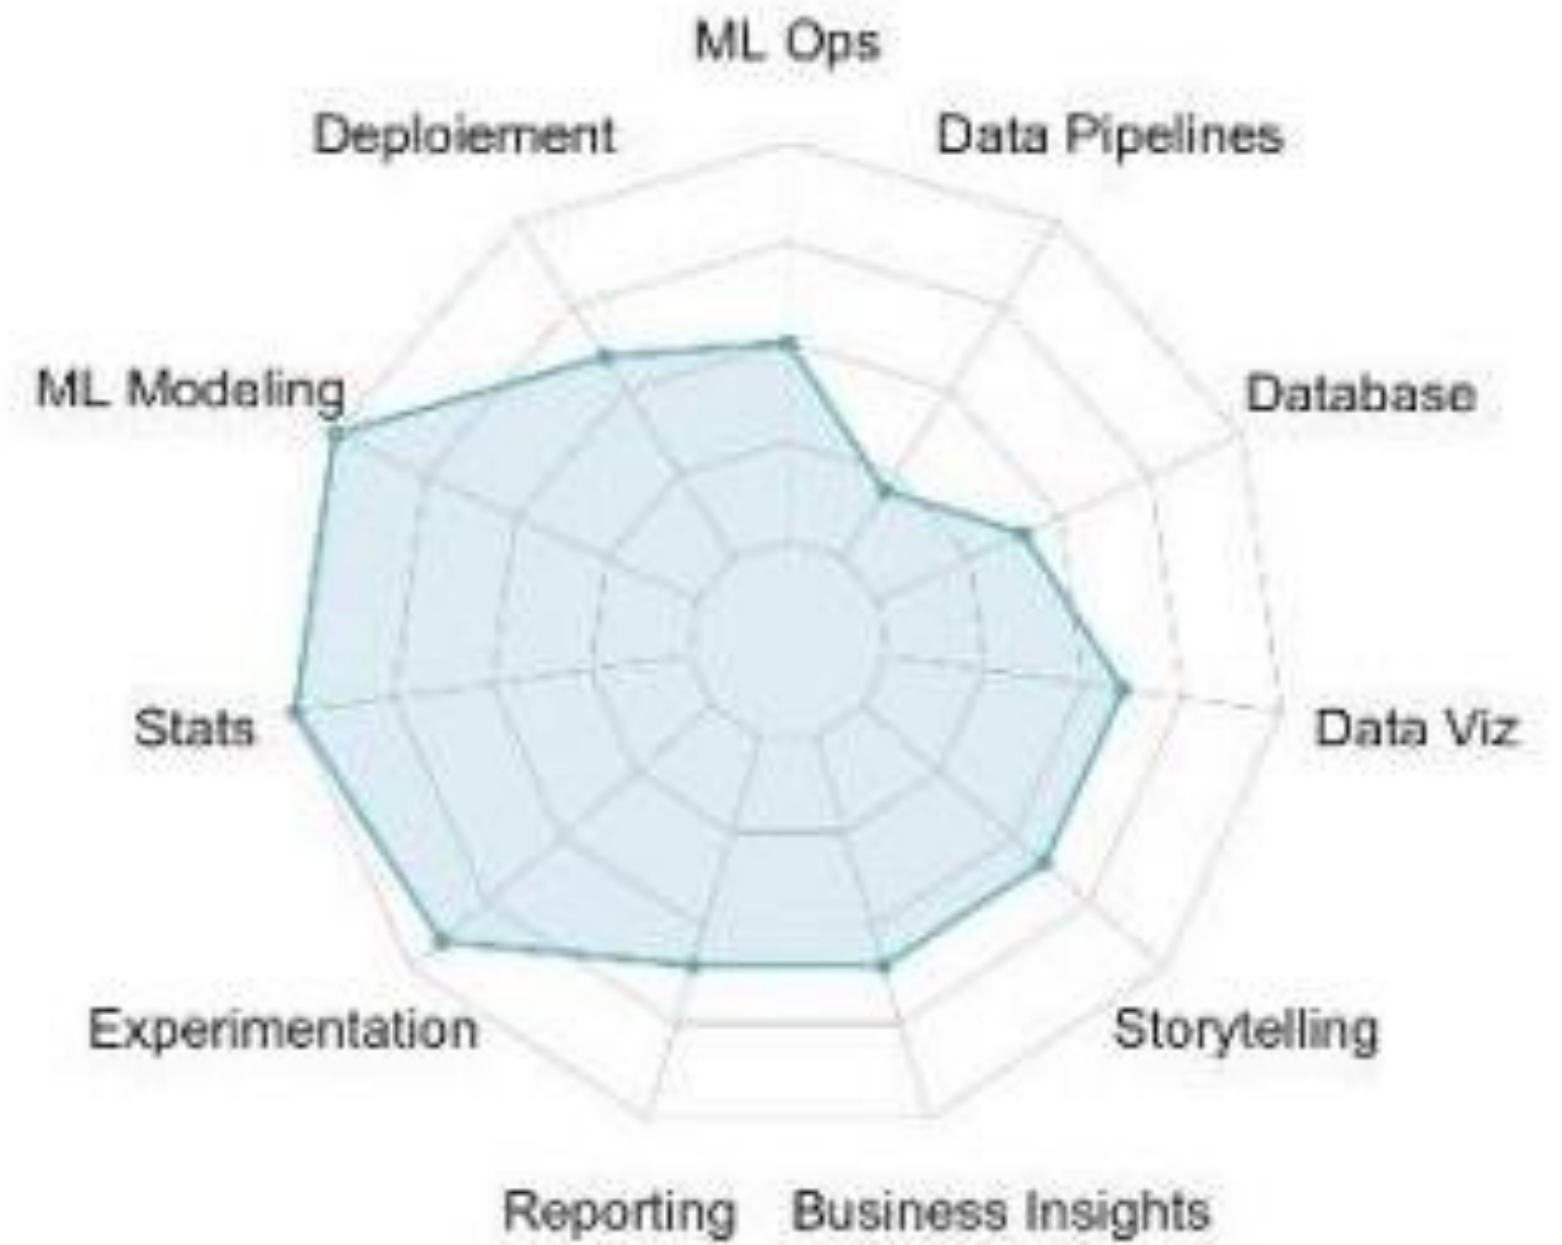 ML Ops
Deploiement
Data Pipelines
ML Modeling
Database
Stats
Data Viz
Experimentation
Storytelling
Reporting
Business Insights